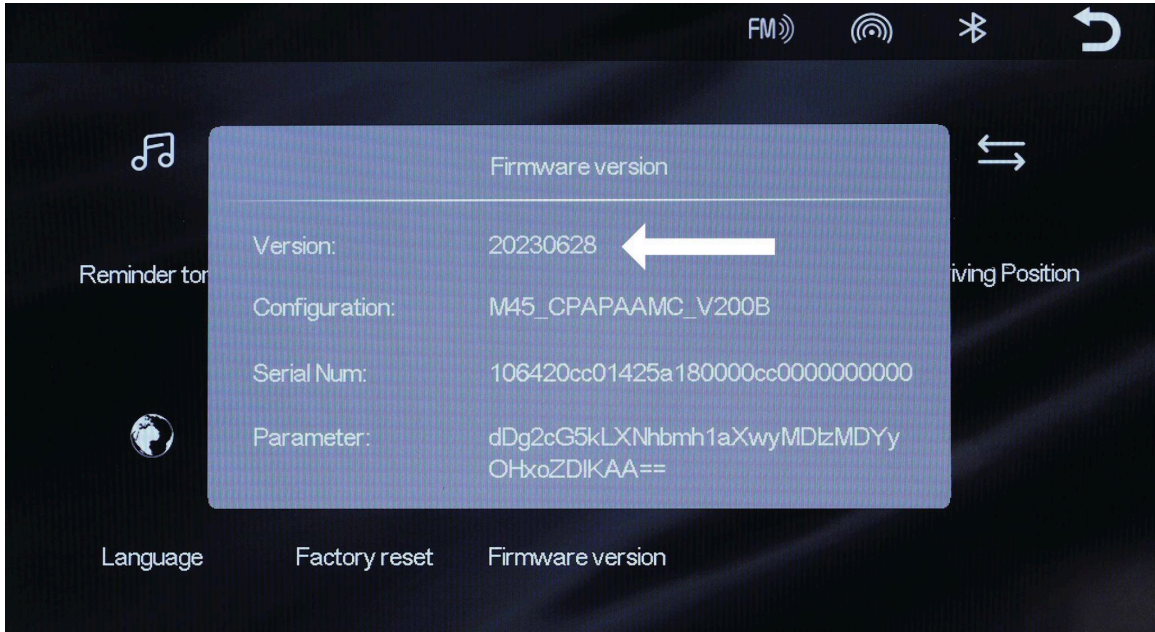 FM
Firmware version
Version: 20230628
Reminder ton
iving Position
Configuration: M45_CPAPAAMC_V200B
Serial Num: 106420cc01425a180000cc0000000000
Parameter: dDg2cG5kLXNhbmh1aXwyMDIzMDYy
OHxoZDlKAA==
Language Factory reset Firmware version